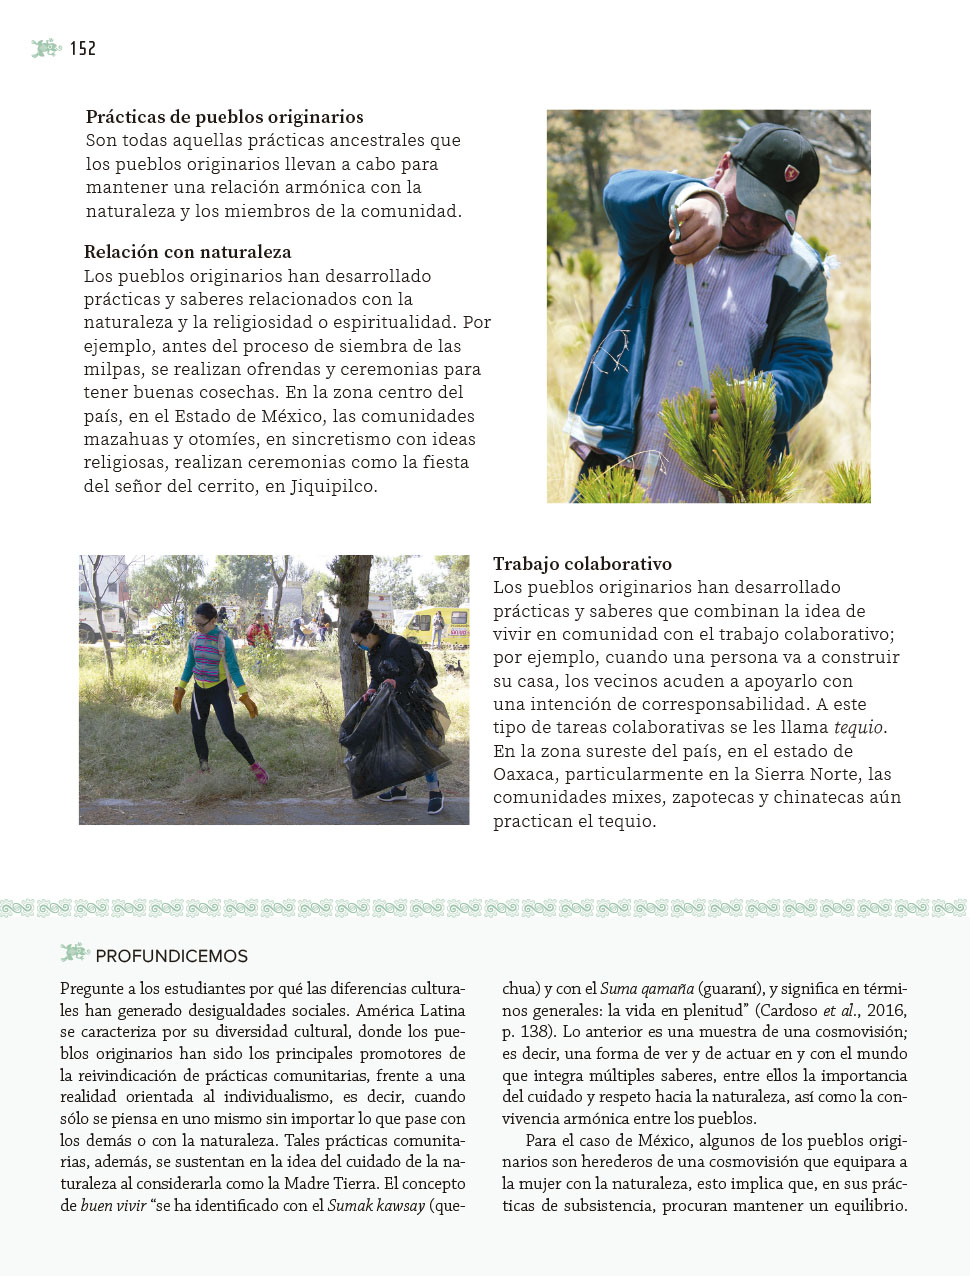 152
Prácticas de pueblos originarios
Son todas aquellas prácticas ancestrales que
los pueblos originarios llevan a cabo para
mantener una relación armónica con la
naturaleza y los miembros de la comunidad.
Relación con naturaleza
Los pueblos originarios han desarrollado
prácticas y saberes relacionados con la
naturaleza y la religiosidad o espiritualidad. Por
ejemplo, antes del proceso de siembra de las
milpas, se realizan ofrendas y ceremonias para
tener buenas cosechas. En la zona centro del
país, en el Estado de México, las comunidades
mazahuas y otomíes, en sincretismo con ideas
religiosas, realizan ceremonias como la fiesta
del señor del cerrito, en Jiquipilco.
Trabajo colaborativo
Los pueblos originarios han desarrollado
prácticas y saberes que combinan la idea de
vivir en comunidad con el trabajo colaborativo;
por ejemplo, cuando una persona va a construir
su casa, los vecinos acuden a apoyarlo con
una intención de corresponsabilidad. A este
tipo de tareas colaborativas se les llama tequio.
En la zona sureste del país, en el estado de
Oaxaca, particularmente en la Sierra Norte, las
comunidades mixes, zapotecas y chinatecas aún
practican el tequio.
PROFUNDICEMOS
Pregunte a los estudiantes por qué las diferencias cultura-
les han generado desigualdades sociales. América Latina
se caracteriza por su diversidad cultural, donde los pue-
blos originarios han sido los principales promotores de
la reivindicación de prácticas comunitarias, frente a una
realidad orientada al individualismo, es decir, cuando
sólo se piensa en uno mismo sin importar lo que pase con
los demás o con la naturaleza. Tales prácticas comunita-
rias, además, se sustentan en la idea del cuidado de la na-
turaleza al considerarla como la Madre Tierra. El concepto
de buen vivir “se ha identificado con el Sumak kawsay (que-
chua) y con el Suma qamaña (guaraní), y significa en térmi-
nos generales: la vida en plenitud” (Cardoso et al., 2016,
p. 138). Lo anterior es una muestra de una cosmovisión;
es decir, una forma de ver y de actuar en y con el mundo
que integra múltiples saberes, entre ellos la importancia
del cuidado y respeto hacia la naturaleza, así como la con-
vivencia armónica entre los pueblos.
Para el caso de México, algunos de los pueblos origi-
narios son herederos de una cosmovisión que equipara a
la mujer con la naturaleza, esto implica que, en sus prác-
ticas de subsistencia, procuran mantener un equilibrio.